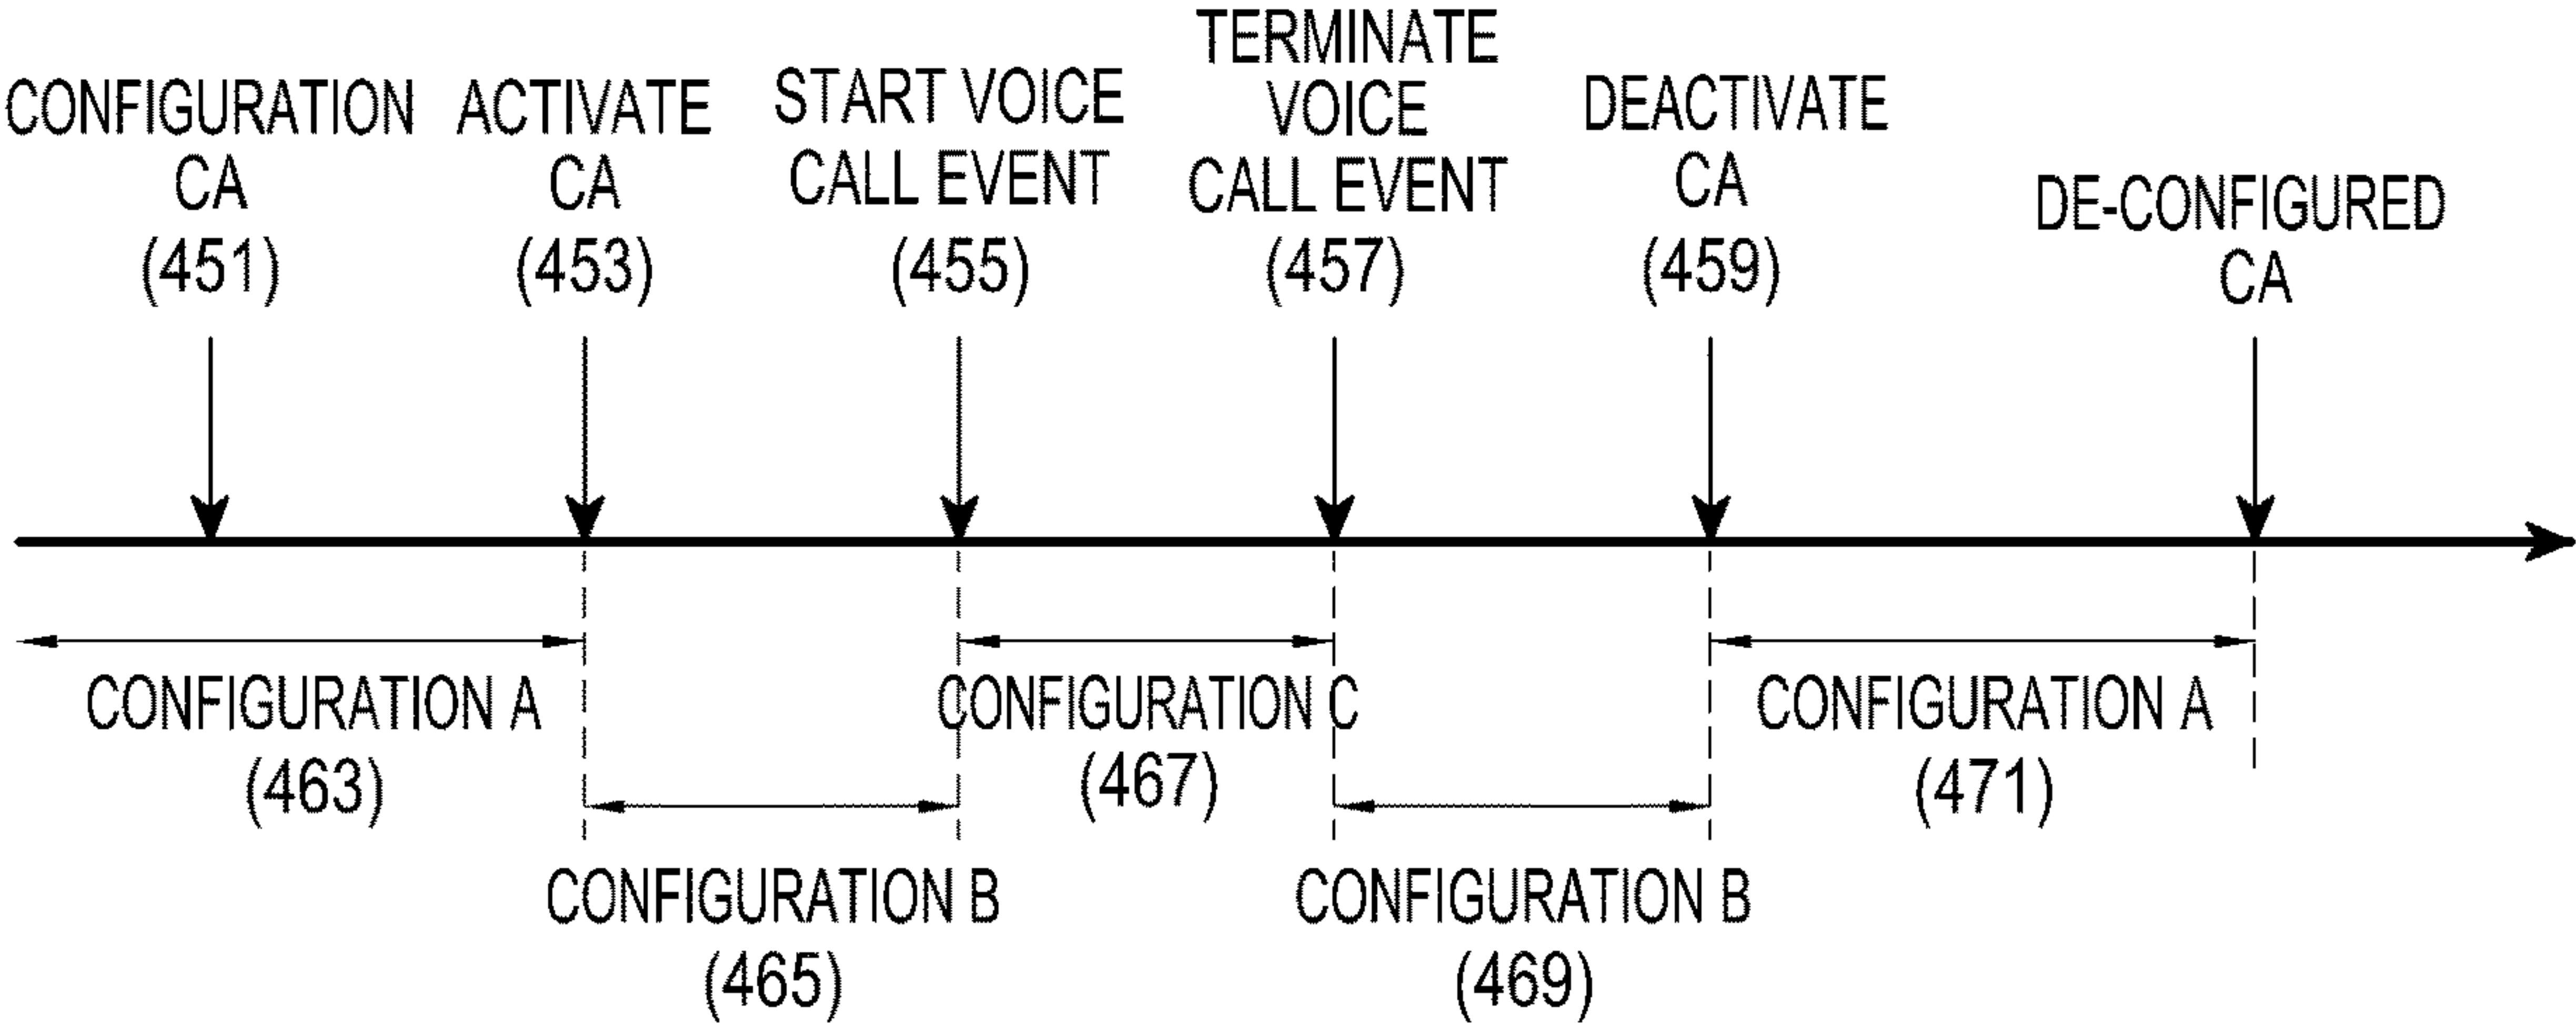 CONFIGURATION
CA
(451)
ACTIVATE
CA
(453)
START VOICE
CALL EVENT
(455)
TERMINATE
VOICE
CALL EVENT
(457)
DEACTIVATE
CA
(459)
DE-CONFIGURED
CA
CONFIGURATION A
(463)
CONFIGURATION B
(465)
CONFIGURATION C
(467)
CONFIGURATION B
(469)
CONFIGURATION A
(471)